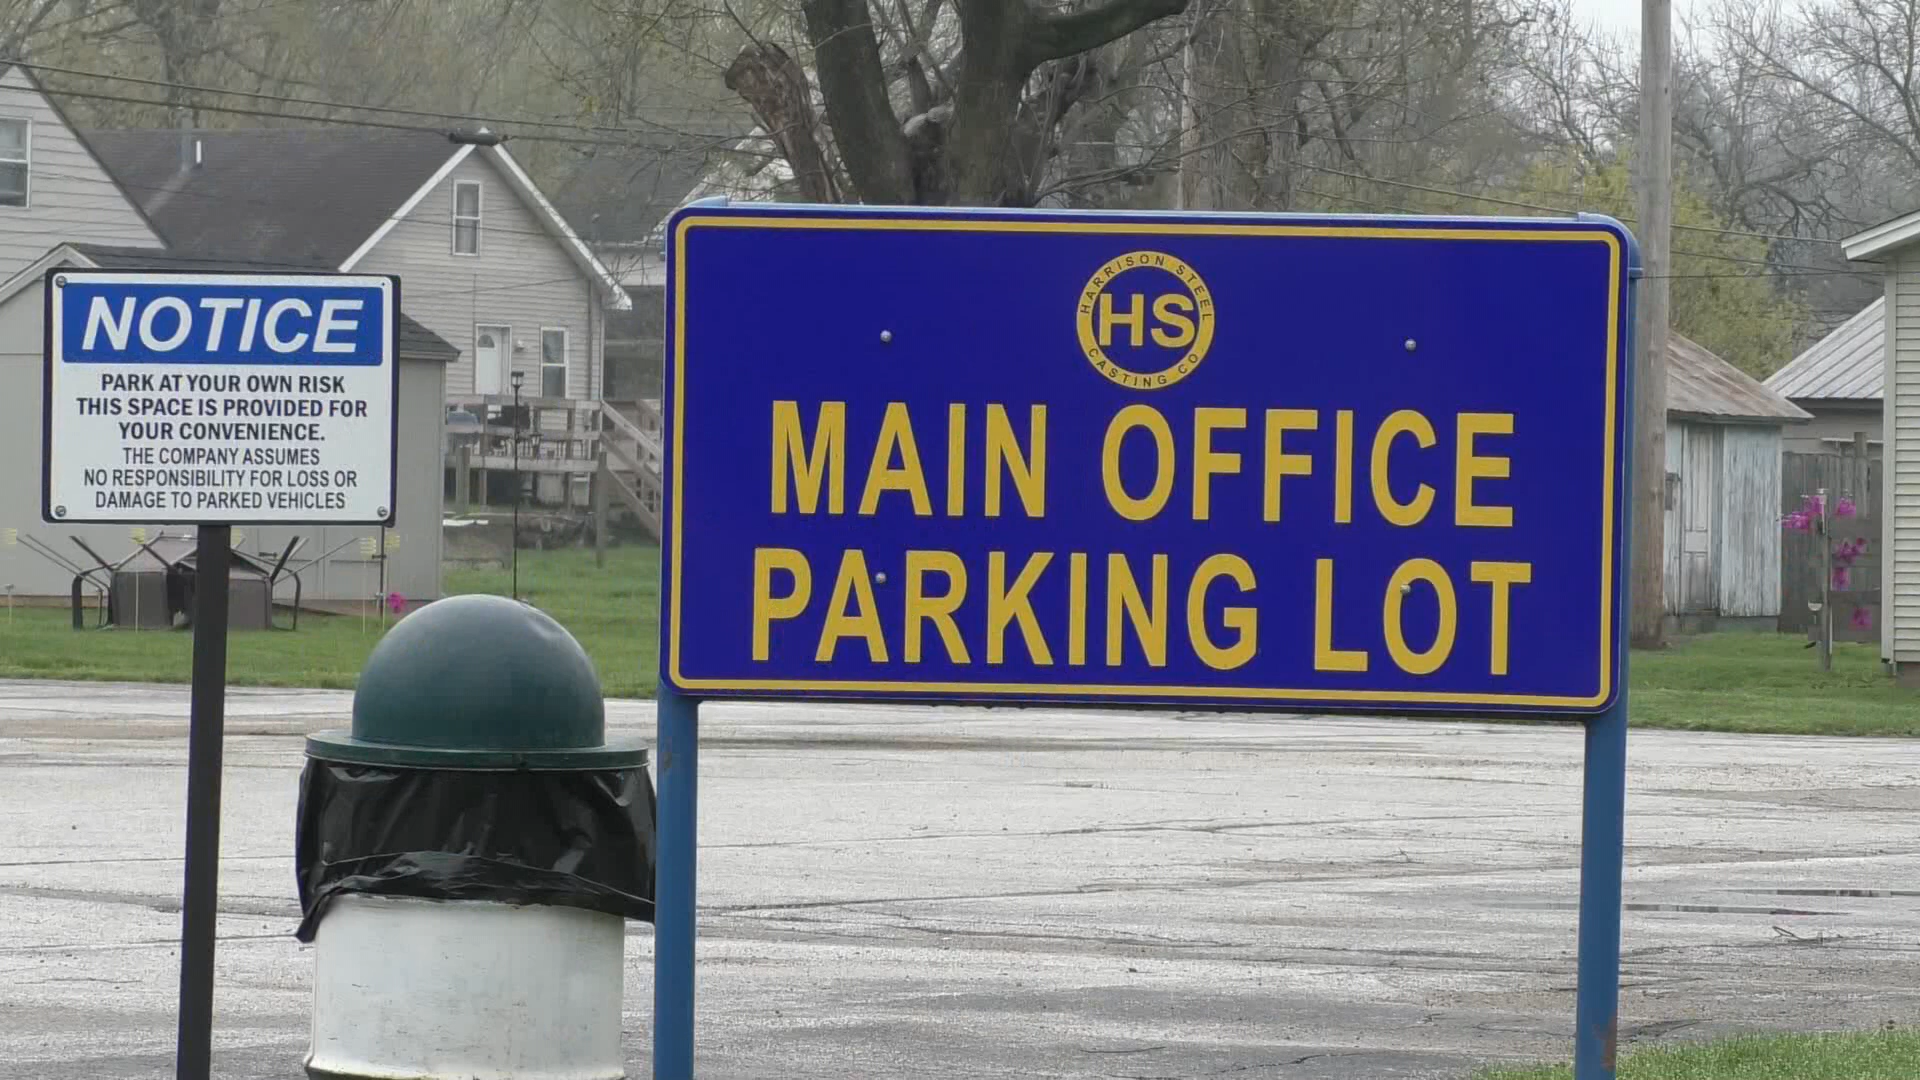 NOTICE
PARK AT YOUR OWN RISK
THIS SPACE IS PROVIDED FOR
YOUR CONVENIENCE.
THE COMPANY ASSUMES
NO RESPONSIBILITY FOR LOSS OR
DAMAGE TO PARKED VEHICLES
HARRISON STEEL
HS
CASTING CO
MAIN OFFICE
PARKING LOT